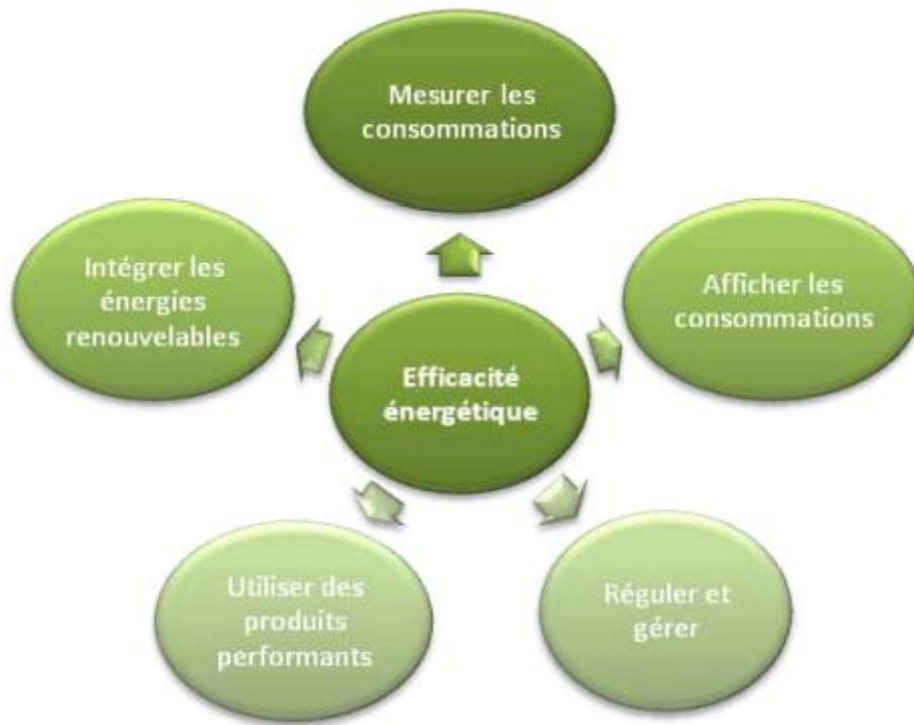 Mesurer les
consommations
Intégrer les
énergies
renouvelables
Afficher les
consommations
Efficacité
énergétique
Utiliser des
produits
performants
Réguler et
gérer